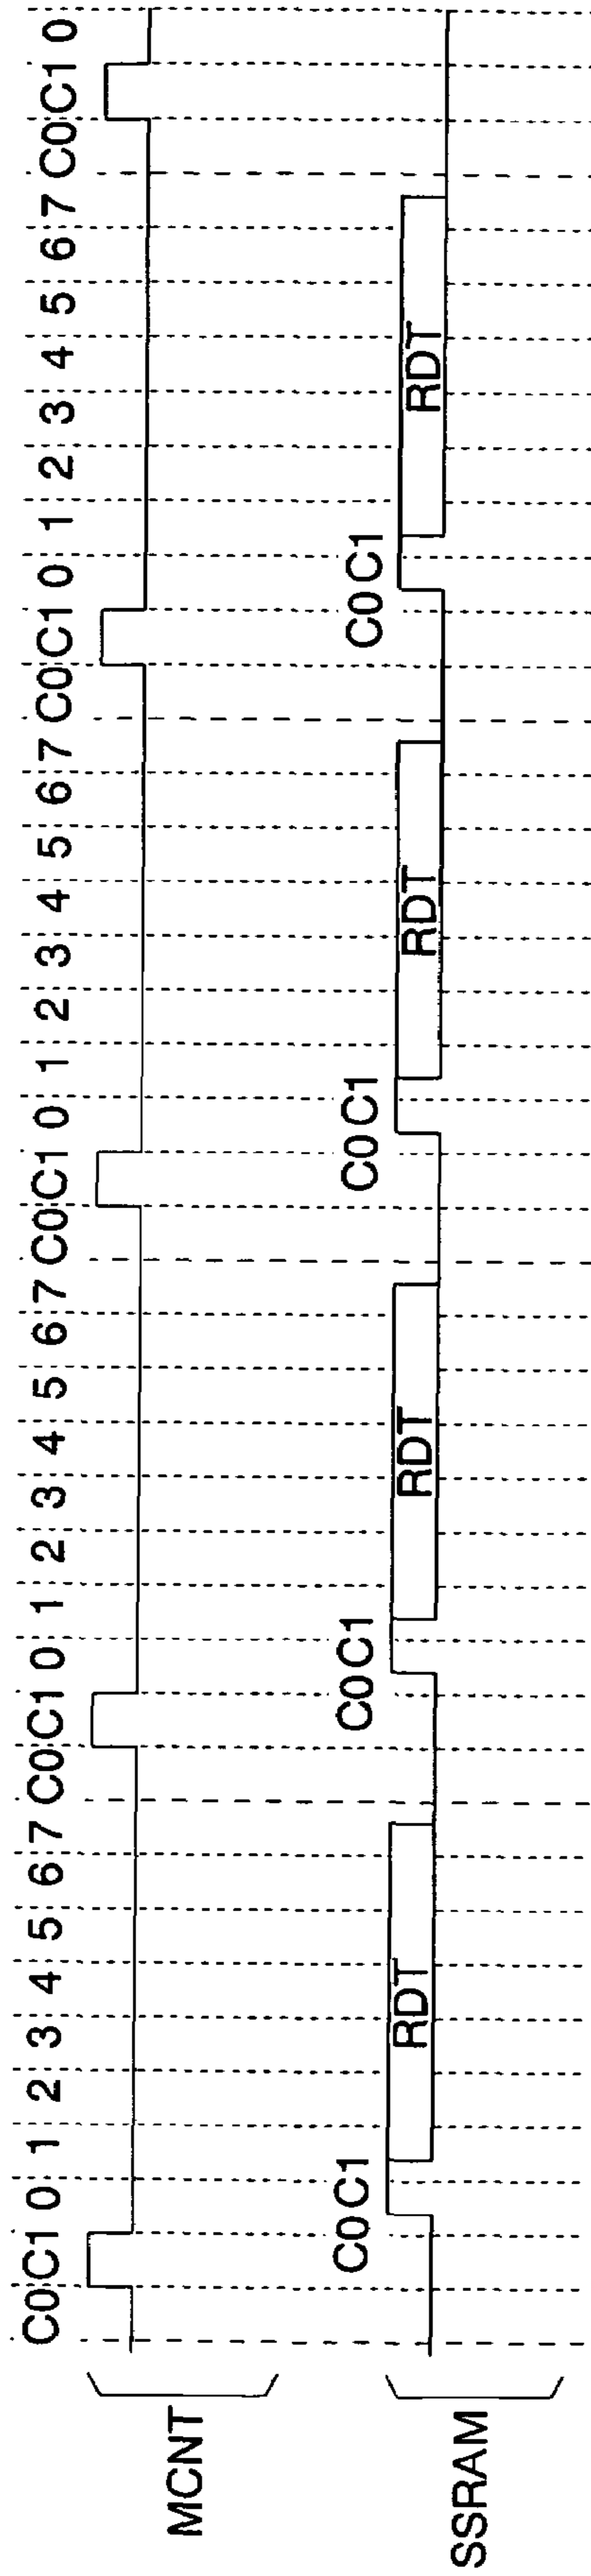 C0 C1 0 1 2 3 4 5 6 7 C0 C1 0 1 2 3 4 5 6 7 C0 C1 0 1 2 3 4 5 6 7 C0 C1 0 1 2 3 4 5 6 7 C0 C1 0
MCNT
C0 C1 C0 C1 C0 C1 C0 C1
RDT RDT RDT RDT
SSRAM